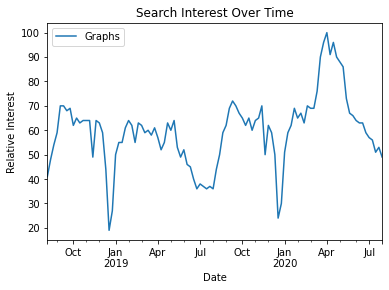 Search Interest Over Time
Graphs
Relative Interest
100
90
80
70
60
50
40
30
20
Oct
Jan
2019
Apr
Jul
Oct
Jan
2020
Apr
Jul
Date